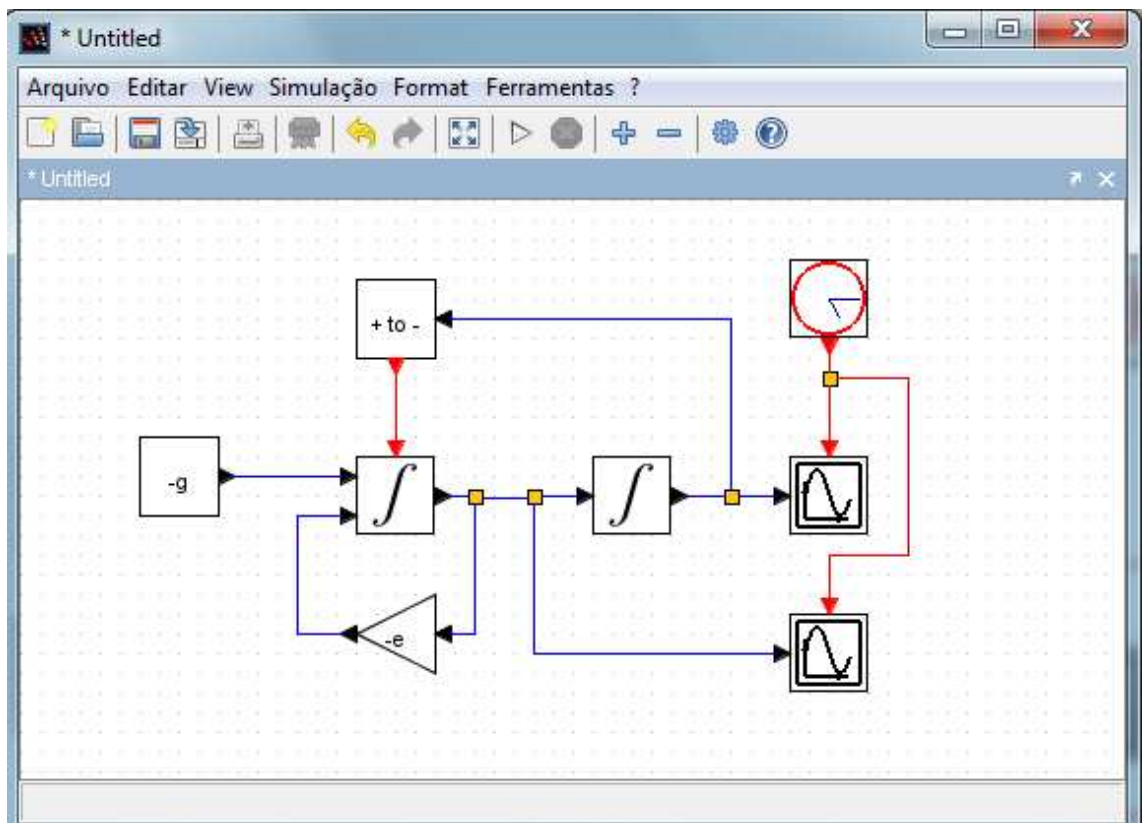 * Untitled
Arquivo Editar View Simulação Format Ferramentas ?
* Untitled
+ to -
-g
-e